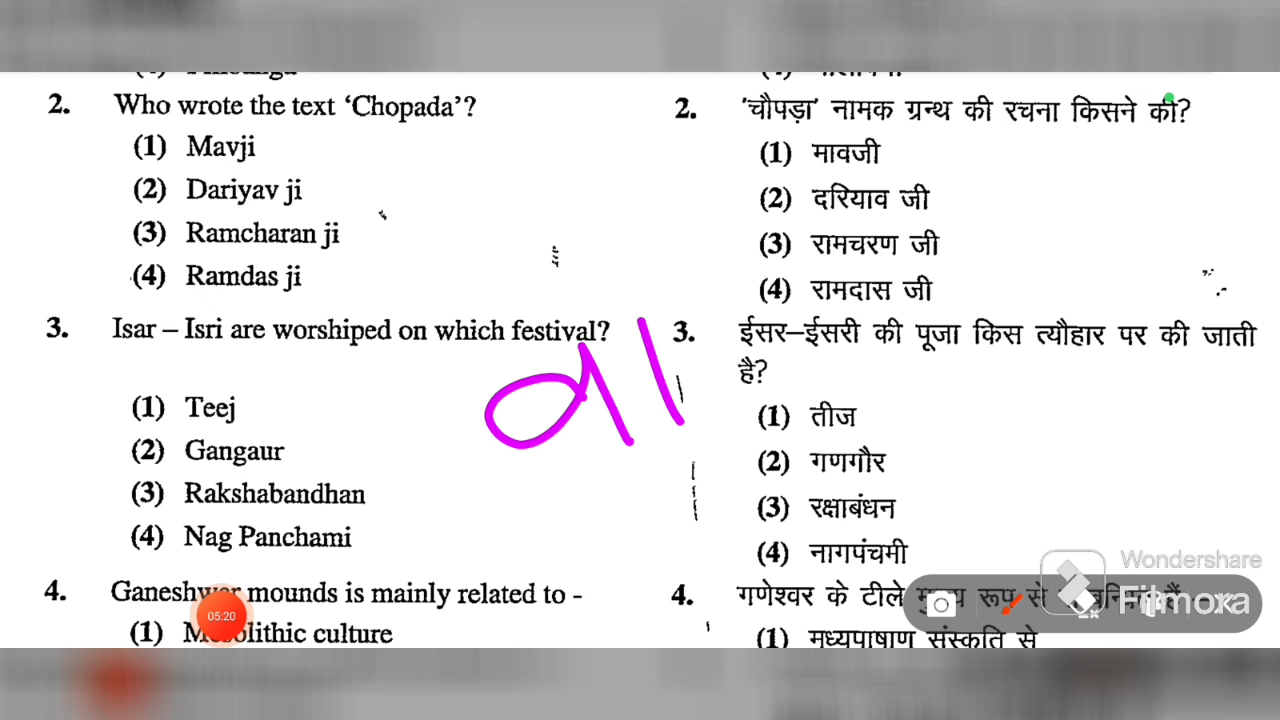 2. Who wrote the text ‘Chopada’?
(1) Mavji
(2) Dariyav ji
(3) Ramcharan ji
(4) Ramdas ji
3. Isar – Isri are worshiped on which festival?
(1) Teej
(2) Gangaur
(3) Rakshabandhan
(4) Nag Panchami
4. Ganeshwer mounds is mainly related to -
(1) Mesolithic culture
2. 'चौपड़ा' नामक ग्रन्थ की रचना किसने की?
(1) मावजी
(2) दरियाव जी
(3) रामचरण जी
(4) रामदास जी
3. ईसर–ईसरी की पूजा किस त्यौहार पर की जाती
है?
(1) तीज
(2) गणगौर
(3) रक्षाबंधन
(4) नागपंचमी
4. गणेश्वर के टीले रूप से हैं
(1) मध्यपाषाण संस्कृति से
05:20
Wondershare
Filmora